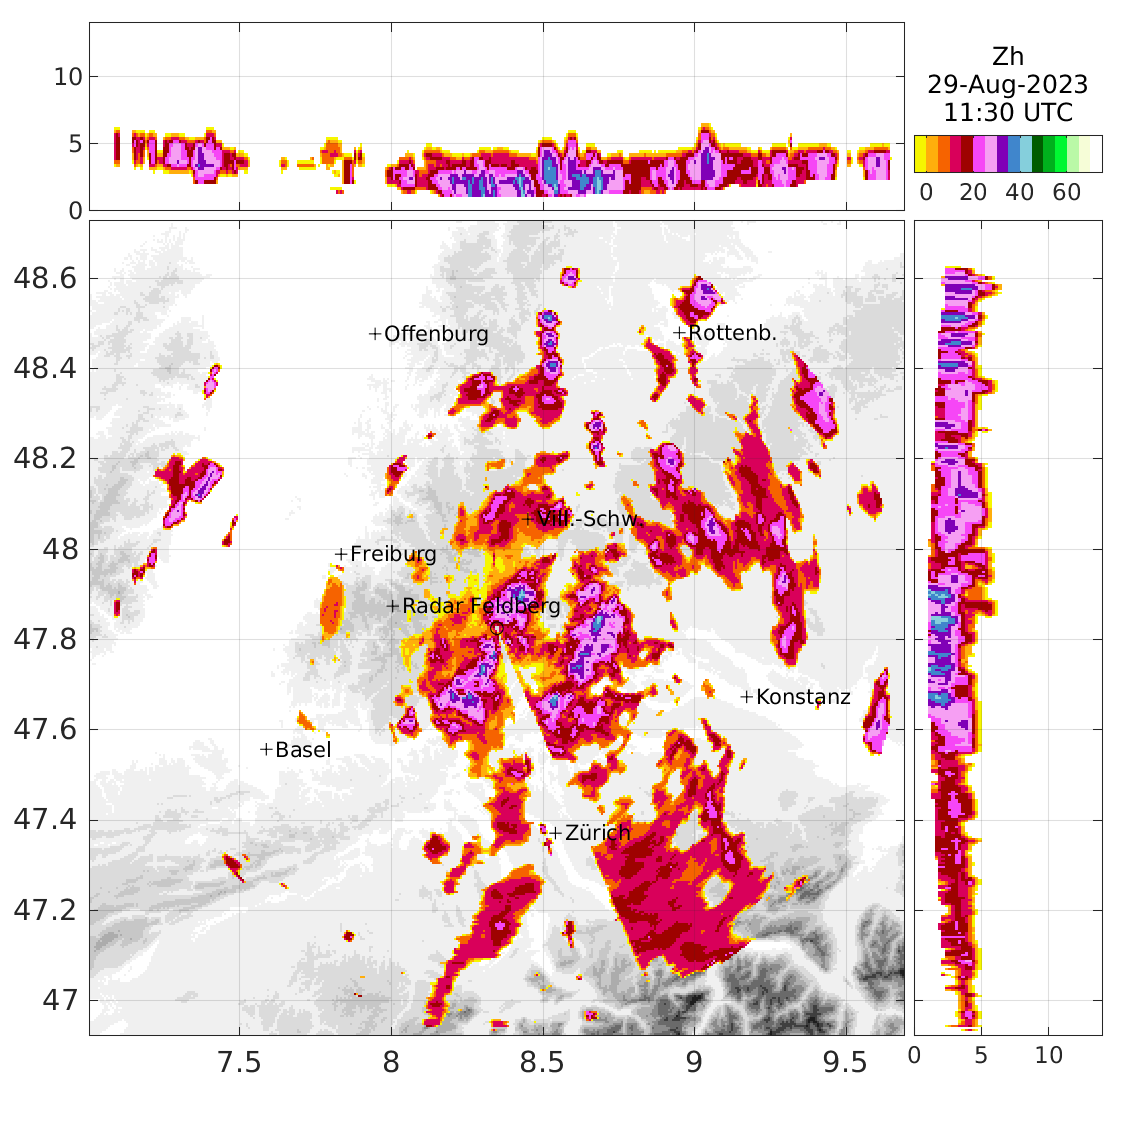 10
5
0
Zh
29-Aug-2023
11:30 UTC
0 20 40 60
48.6
48.4
48.2
48
47.8
47.6
47.4
47.2
47
+Offenburg
+Rottenb.
+Vill.-Schw.
+Freiburg
+Radar Feldberg
+Konstanz
+Basel
+Zürich
7.5 8 8.5 9 9.5
0 5 10